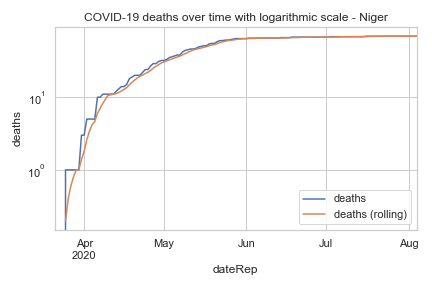 COVID-19 deaths over time with logarithmic scale - Niger
deaths
10¹
10⁰
deaths
deaths (rolling)
Apr
2020
May
Jun
Jul
Aug
dateRep